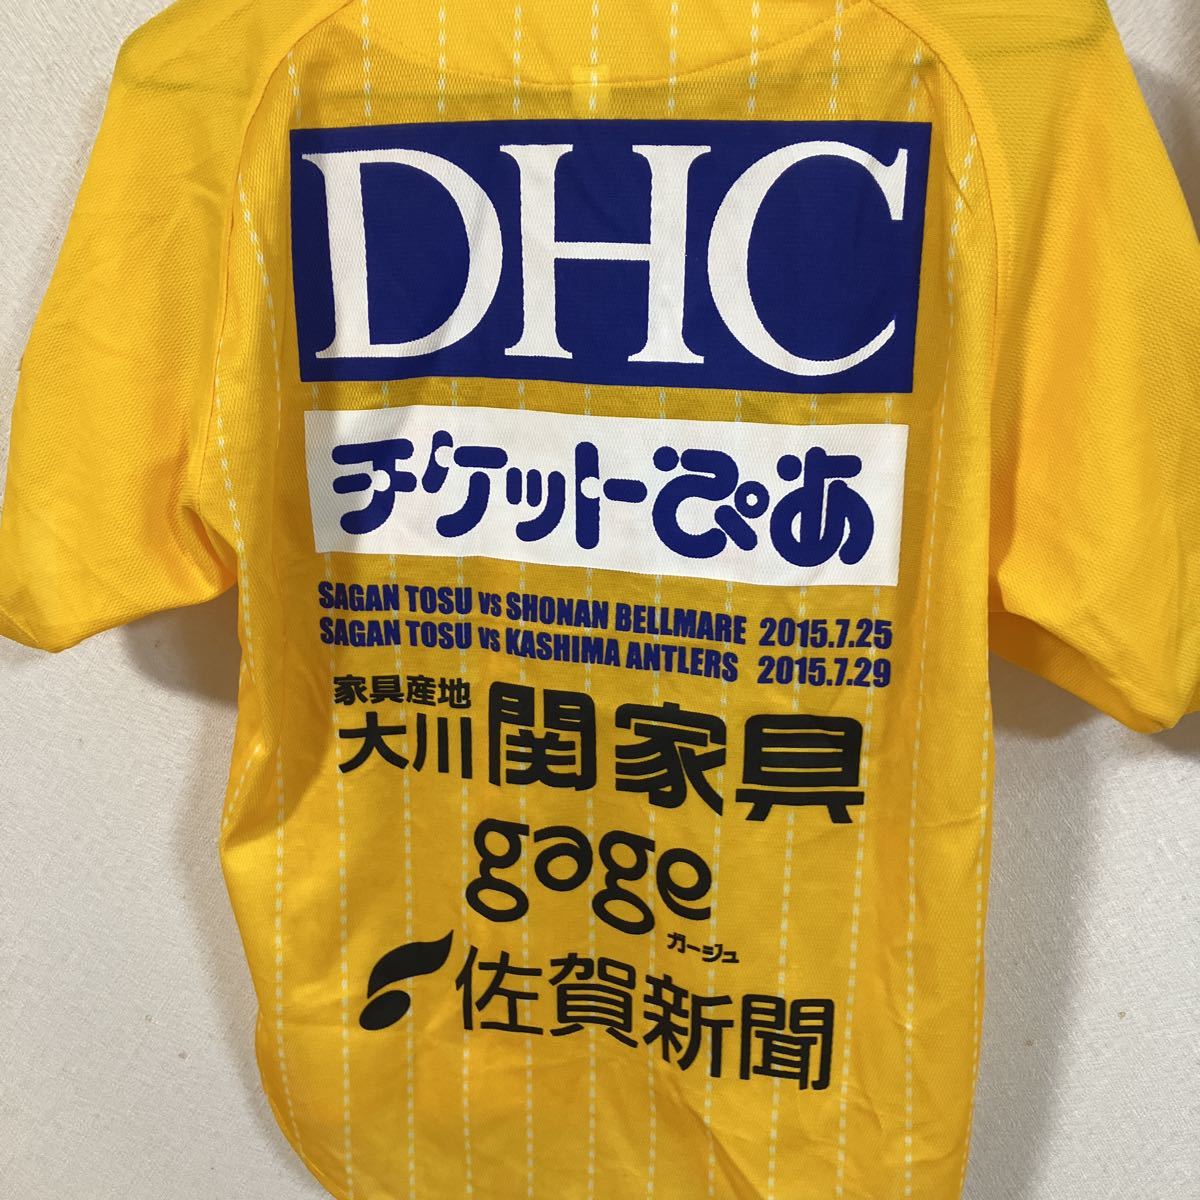 DHC
チケットぴあ
SAGAN TOSU VS SHONAN BELLMARE 2015.7.25
SAGAN TOSU VS KASHIMA ANTLERS 2015.7.29
家具産地
大川 関家具
gage
ガージュ
佐賀新聞